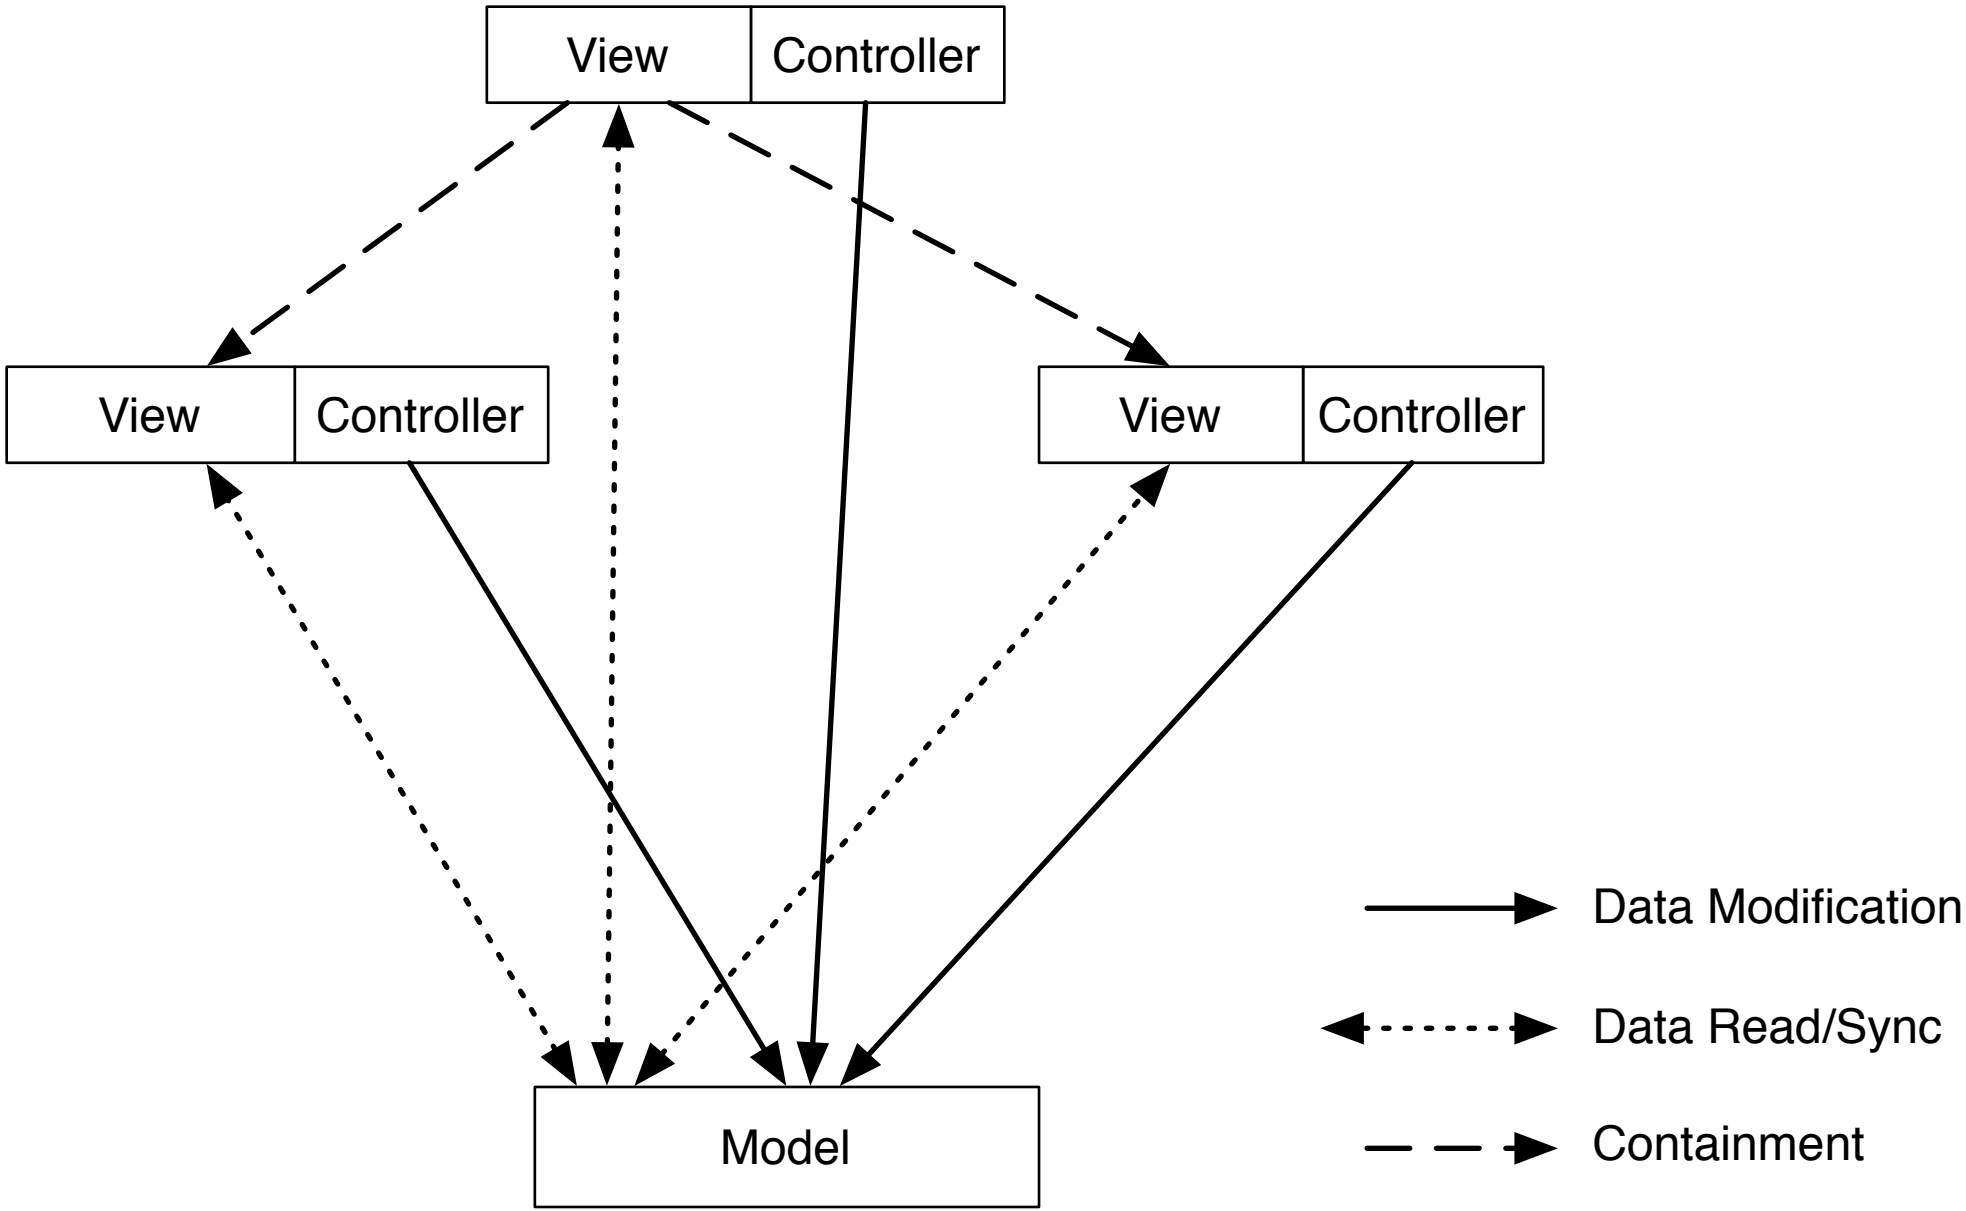 View
Controller
View
Controller
View
Controller
Data Modification
Data Read/Sync
Containment
Model